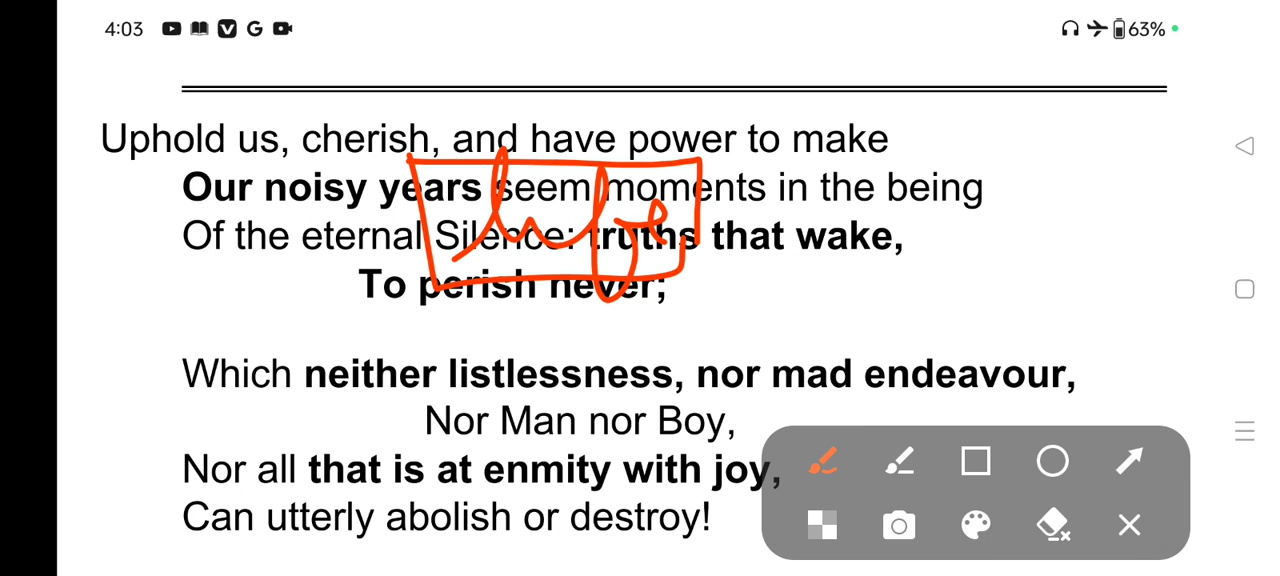 4:03 63%
Uphold us, cherish, and have power to make
Our noisy years seem moments in the being
Of the eternal Silence: truths that wake,
To perish never;
Which neither listlessness, nor mad endeavour,
Nor Man nor Boy,
Nor all that is at enmity with joy,
Can utterly abolish or destroy!